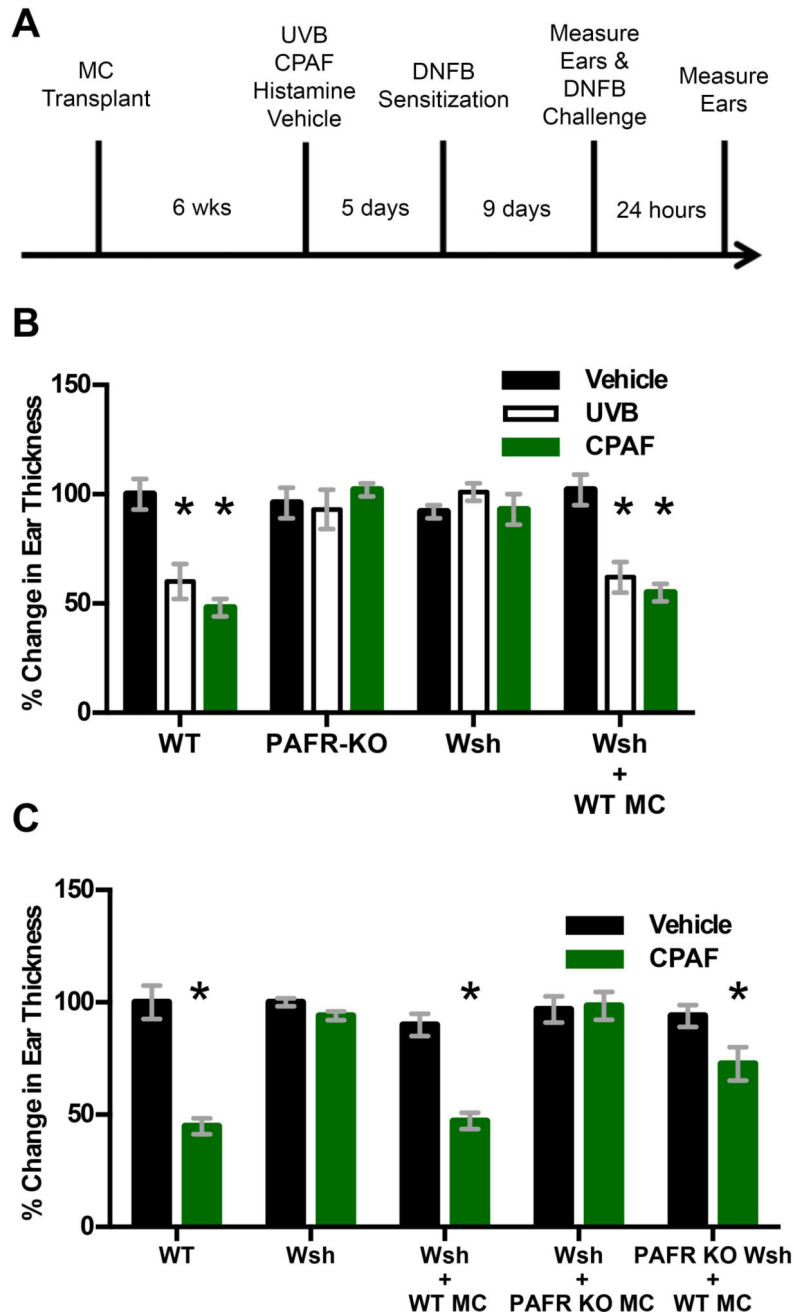 A
MC
Transplant
UVB
CPAF
Histamine
Vehicle
DNFB
Sensitization
Measure
Ears &
DNFB
Challenge
Measure
Ears
6 wks
5 days
9 days
24 hours
B
% Change in Ear Thickness
150
100
50
0
Vehicle
UVB
CPAF
* *
* *
WT
PAFR-KO
Wsh
Wsh
+
WT MC
C
% Change in Ear Thickness
150
100
50
0
Vehicle
CPAF
*
*
*
WT
Wsh
Wsh
+
WT MC
Wsh
+
PAFR KO MC
PAFR KO Wsh
+
WT MC